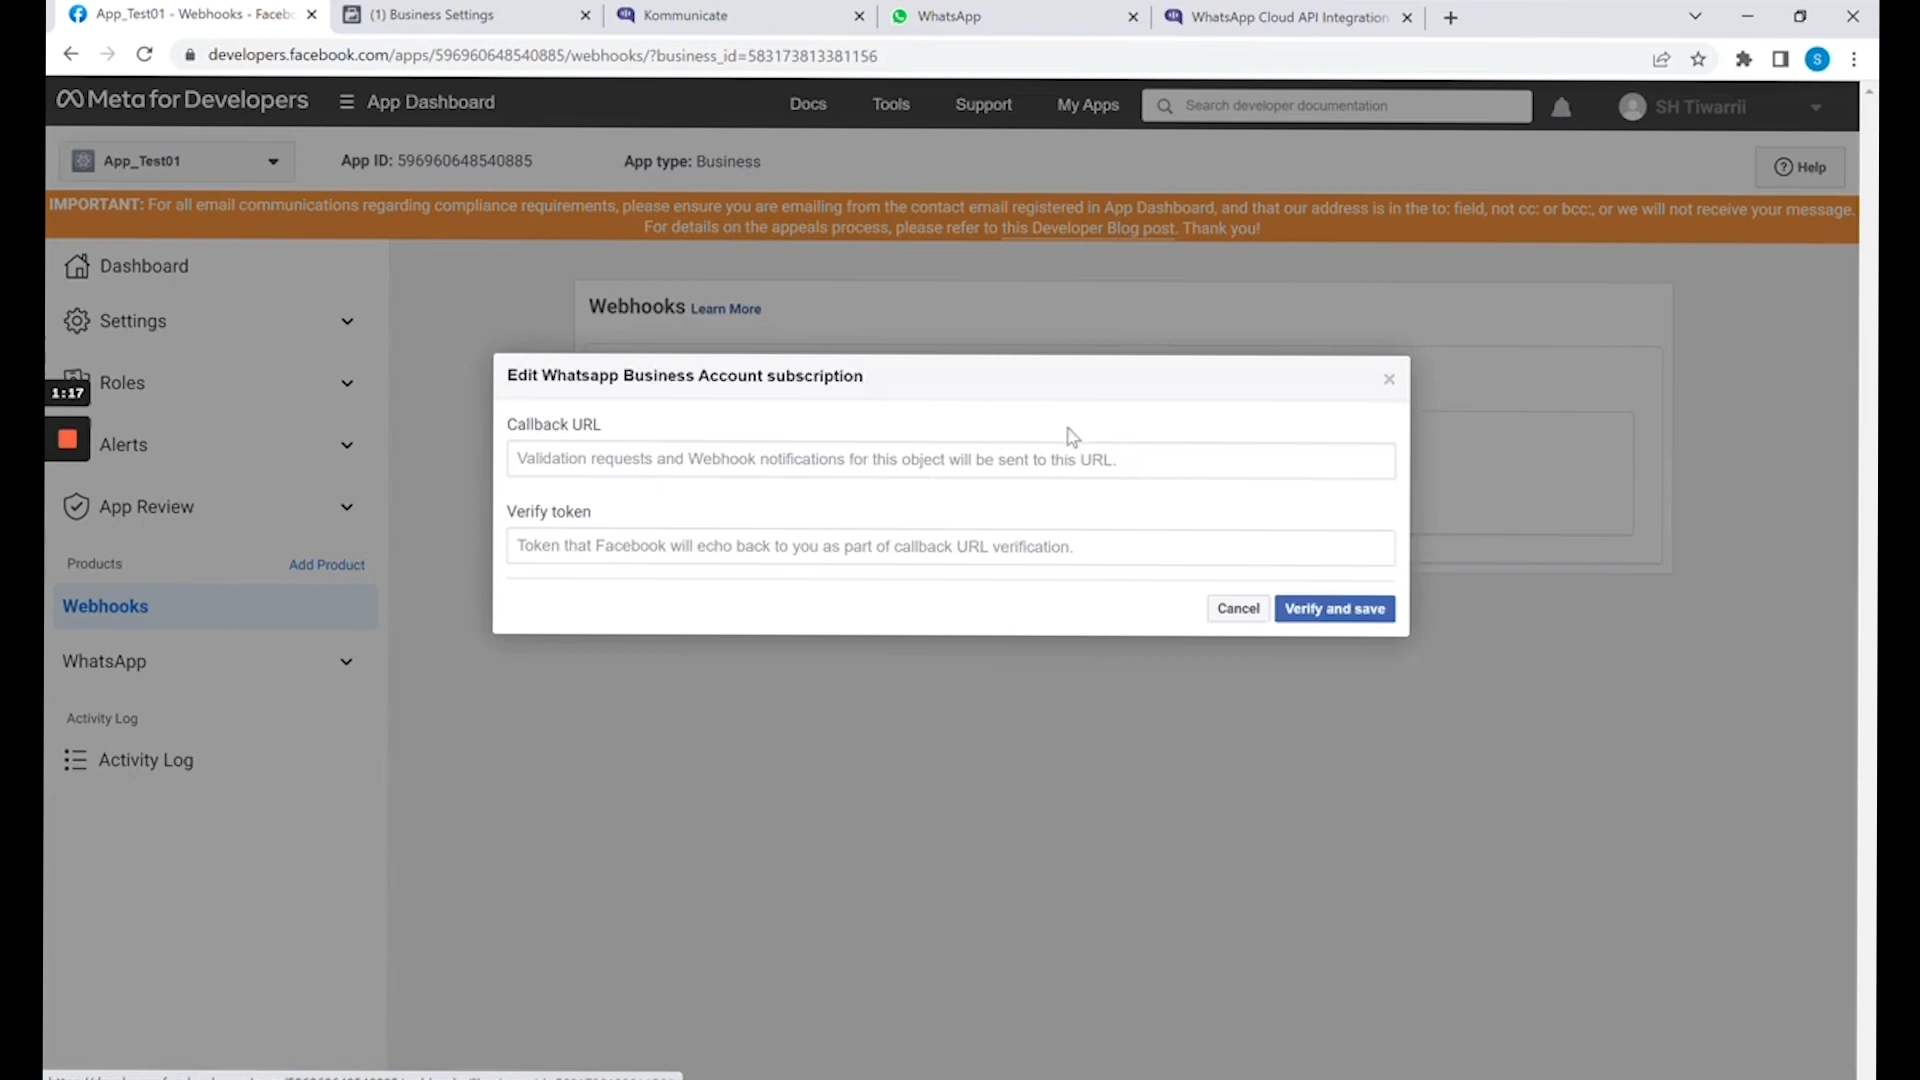 App_Test01 - Webhooks - Faceb
(1) Business Settings
Kommunicate
WhatsApp
WhatsApp Cloud API Integration
developers.facebook.com/apps/596960648540885/webhooks/?business_id=583173813381156
S
Meta for Developers
App Dashboard
Docs
Tools
Support
My Apps
Search developer documentation
SH Tiwarrii
App_Test01
App ID: 596960648540885
App type: Business
Help
IMPORTANT: For all email communications regarding compliance requirements, please ensure you are emailing from the contact email registered in App Dashboard, and that our address is in the to: field, not cc: or bcc:, or we will not receive your message.
For details on the appeals process, please refer to this Developer Blog post. Thank you!
Dashboard
Settings
Roles
1:17
Alerts
App Review
Products
Add Product
Webhooks
WhatsApp
Activity Log
Activity Log
Webhooks Learn More
Edit Whatsapp Business Account subscription
Callback URL
Validation requests and Webhook notifications for this object will be sent to this URL.
Verify token
Token that Facebook will echo back to you as part of callback URL verification.
Cancel
Verify and save